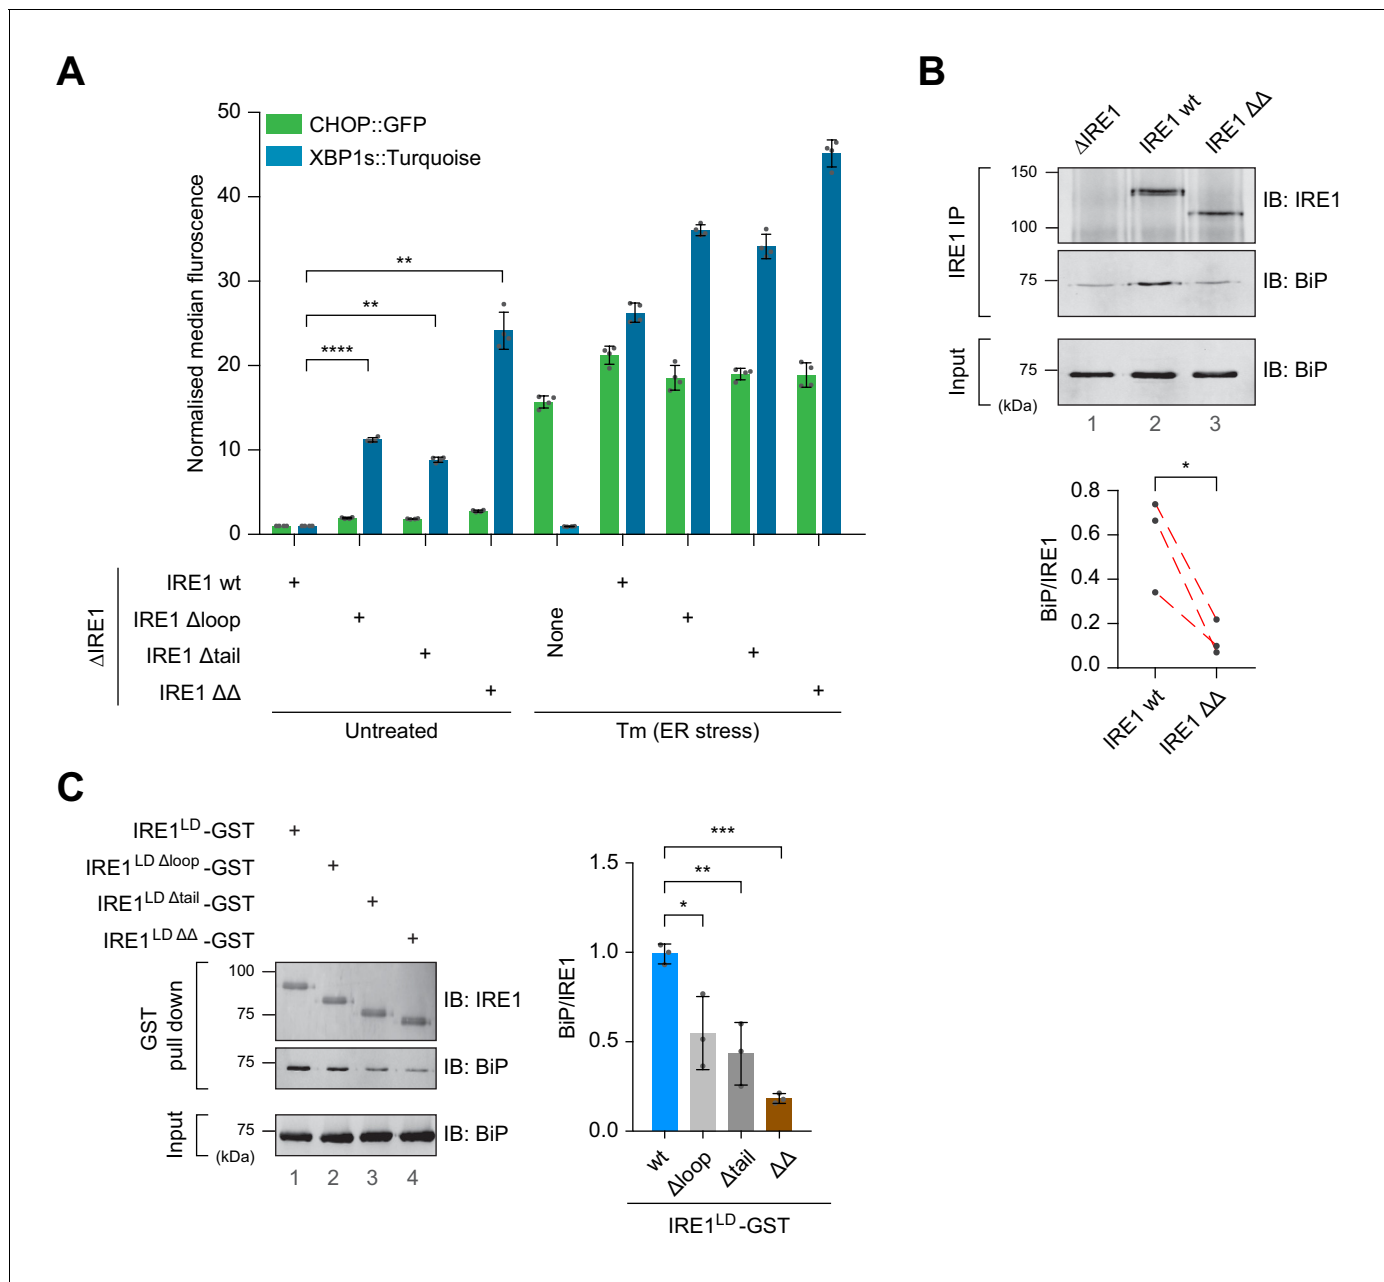 A
CHOP::GFP
XBP1s::Turquoise
Normalised median fluroscence
50
40
30
20
10
0
**
**
****
ΔIRE1
IRE1 wt + +
IRE1 Δloop + +
IRE1 Δtail + +
IRE1 ΔΔ + +
None
Untreated
Tm (ER stress)
B
ΔIRE1 IRE1 wt IRE1 ΔΔ
IRE1 IP
150
100
IB: IRE1
75
IB: BiP
Input
75
IB: BiP
(kDa)
1 2 3
*
BiP/IRE1
0.8
0.6
0.4
0.2
0.0
IRE1 wt IRE1 ΔΔ
C
IRE1LD-GST +
IRE1LD Δloop-GST +
IRE1LD Δtail-GST +
IRE1LD ΔΔ-GST +
GST
pull down
100
75
IB: IRE1
75
IB: BiP
Input
75
IB: BiP
(kDa)
1 2 3 4
***
**
*
BiP/IRE1
1.5
1.0
0.5
0.0
wt Δloop Δtail ΔΔ
IRE1LD-GST